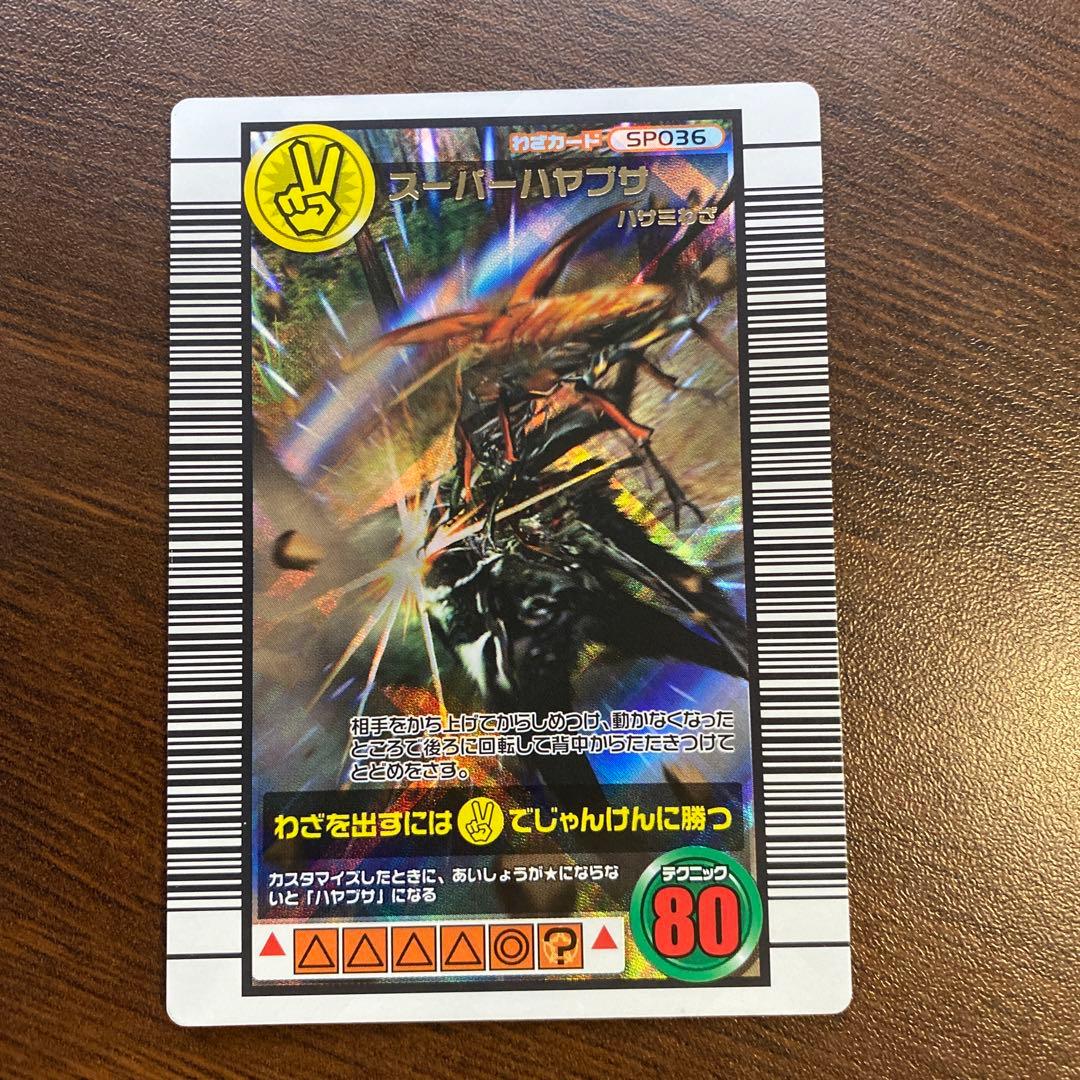 わざカード SP036
スーパーハヤブサ
ハサミわざ
相手をかち上げてからしめつけ、動かなくなった
ところで後ろに回転して背中からたたきつけて
とどめをさす。
わざを出すには でじゃんけんに勝つ
カスタマイズしたときに、あいしょうが★にならな
いと「ハヤブサ」になる
テクニック
80
▲ △ △ △ △ ◎ ? ▲